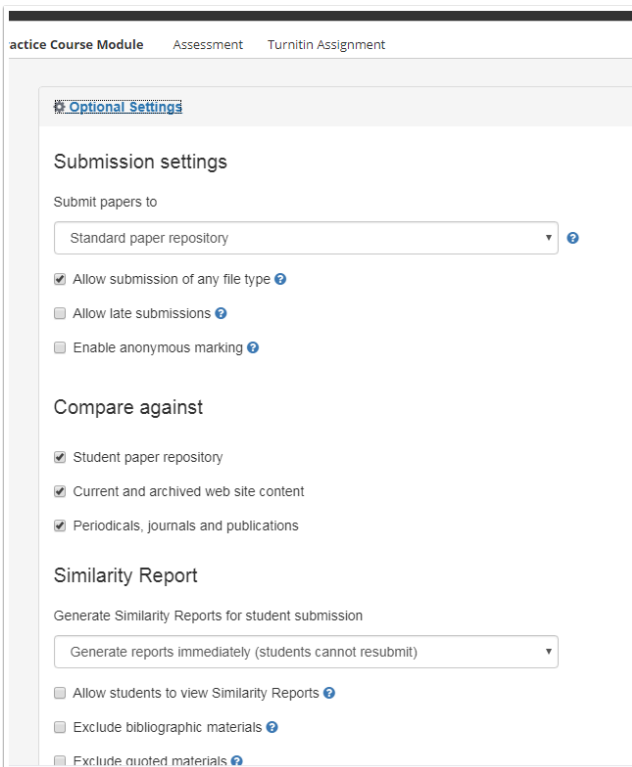 actice Course Module Assessment Turnitin Assignment
Optional Settings
Submission settings
Submit papers to
Standard paper repository
Allow submission of any file type
Allow late submissions
Enable anonymous marking
Compare against
Student paper repository
Current and archived web site content
Periodicals, journals and publications
Similarity Report
Generate Similarity Reports for student submission
Generate reports immediately (students cannot resubmit)
Allow students to view Similarity Reports
Exclude bibliographic materials
Exclude quoted materials